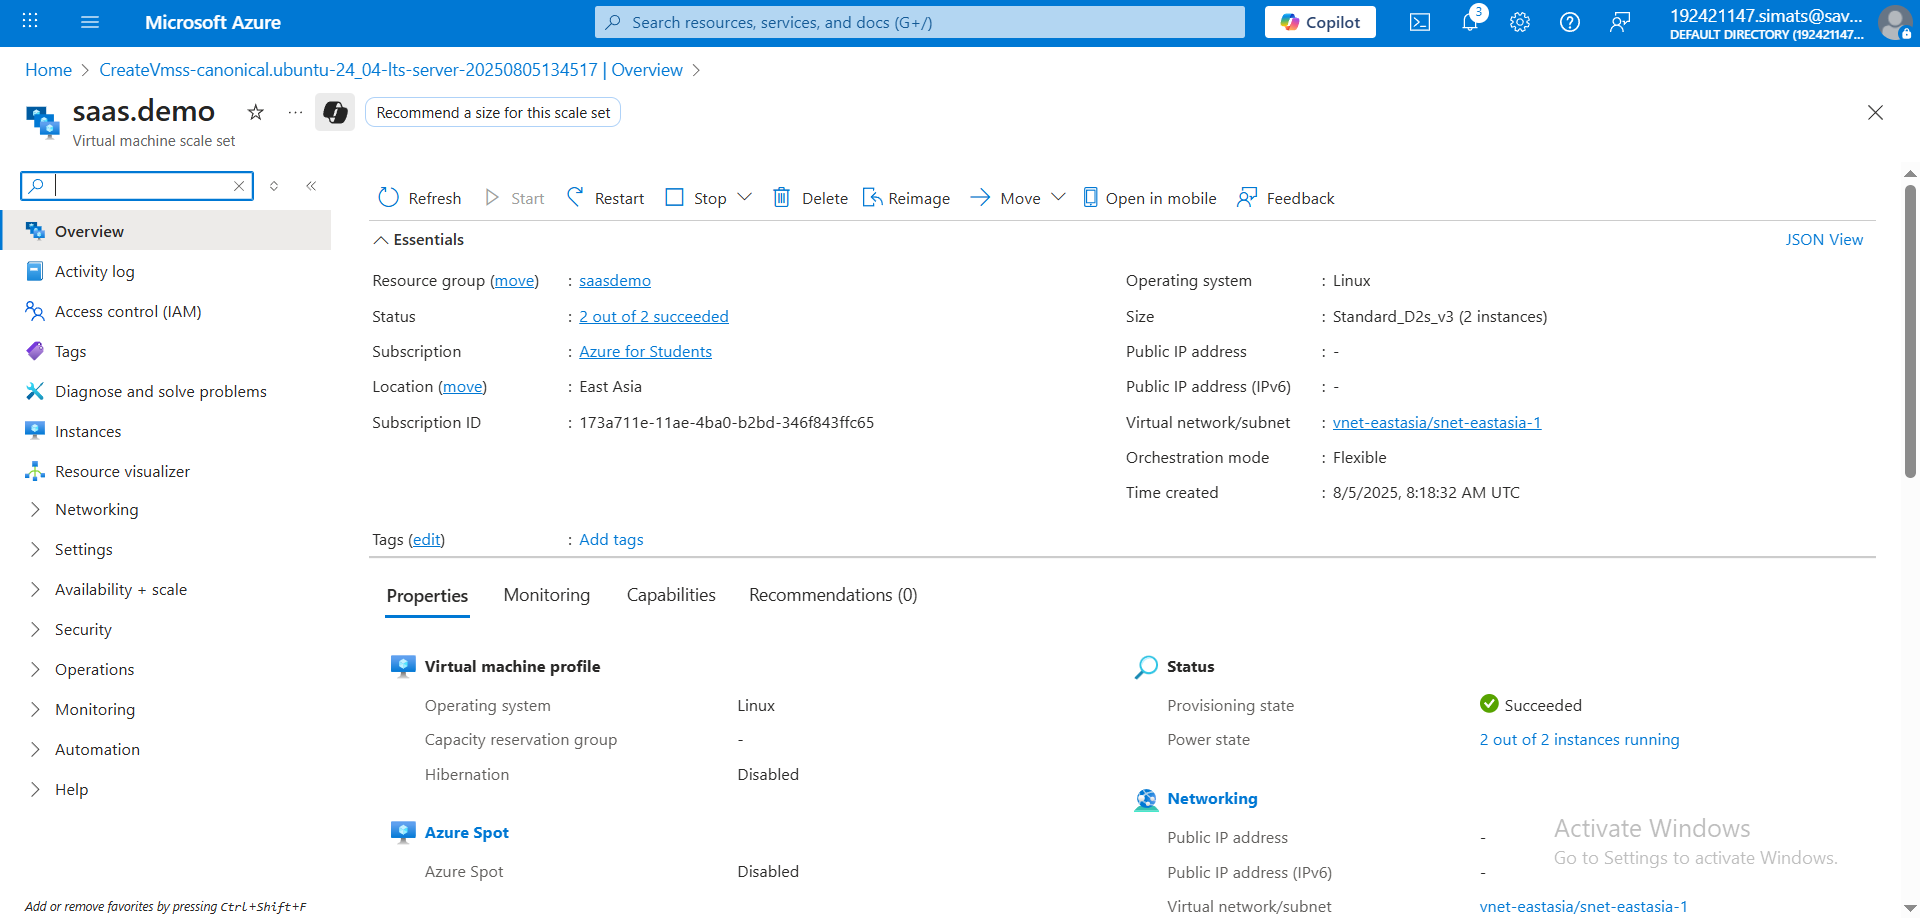 Microsoft Azure
Search resources, services, and docs (G+/)
Copilot
3
192421147.simats@sav...
DEFAULT DIRECTORY (192421147....
Home > CreateVmss-canonical.ubuntu-24_04-lts-server-20250805134517 | Overview >
saas.demo
Recommend a size for this scale set
Virtual machine scale set
Refresh Start Restart Stop Delete Reimage Move Open in mobile Feedback
Overview
Activity log
Access control (IAM)
Tags
Diagnose and solve problems
Instances
Resource visualizer
Networking
Settings
Availability + scale
Security
Operations
Monitoring
Automation
Help
Add or remove favorites by pressing Ctrl+Shift+F
Essentials
JSON View
Resource group (move) : saasdemo
Status : 2 out of 2 succeeded
Subscription : Azure for Students
Location (move) : East Asia
Subscription ID : 173a711e-11ae-4ba0-b2bd-346f843ffc65
Operating system : Linux
Size : Standard_D2s_v3 (2 instances)
Public IP address : -
Public IP address (IPv6) : -
Virtual network/subnet : vnet-eastasia/snet-eastasia-1
Orchestration mode : Flexible
Time created : 8/5/2025, 8:18:32 AM UTC
Tags (edit) : Add tags
Properties Monitoring Capabilities Recommendations (0)
Virtual machine profile
Operating system Linux
Capacity reservation group -
Hibernation Disabled
Azure Spot
Azure Spot Disabled
Status
Provisioning state Succeeded
Power state 2 out of 2 instances running
Networking
Public IP address -
Public IP address (IPv6) -
Virtual network/subnet vnet-eastasia/snet-eastasia-1
Activate Windows
Go to Settings to activate Windows.